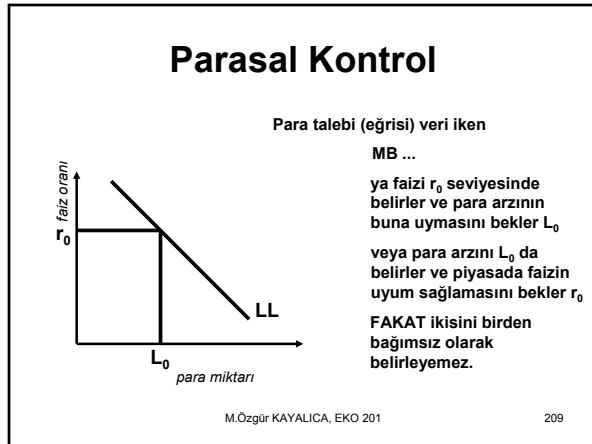 Parasal Kontrol
Para talebi (eğrisi) veri iken
MB ...
ya faizi r₀ seviyesinde
belirler ve para arzının
buna uymasını bekler L₀
veya para arzını L₀ da
belirler ve piyasada faizin
uyum sağlamasını bekler r₀
FAKAT ikisini birden
bağımsız olarak
belirleyemez.
faiz oranı
r₀
LL
L₀
para miktarı
M.Özgür KAYALICA, EKO 201
209